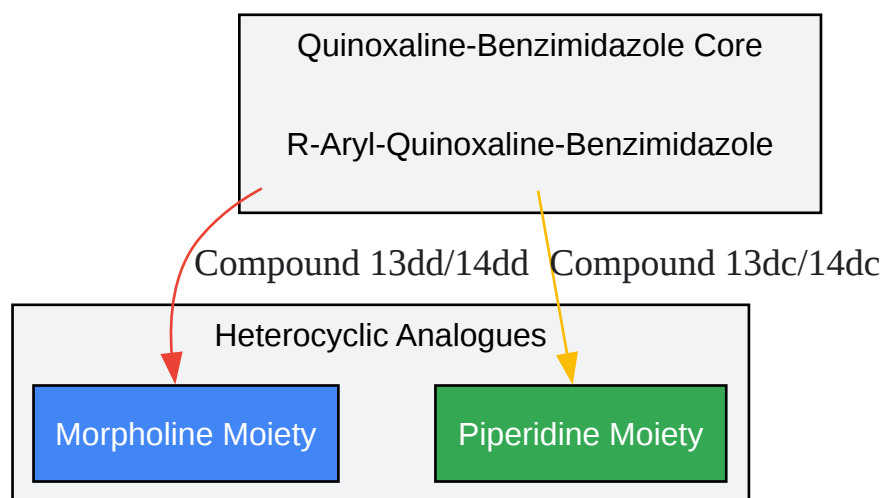 Quinoxaline-Benzimidazole Core
R-Aryl-Quinoxaline-Benzimidazole
Compound 13dd/14dd
Compound 13dc/14dc
Heterocyclic Analogues
Morpholine Moiety
Piperidine Moiety